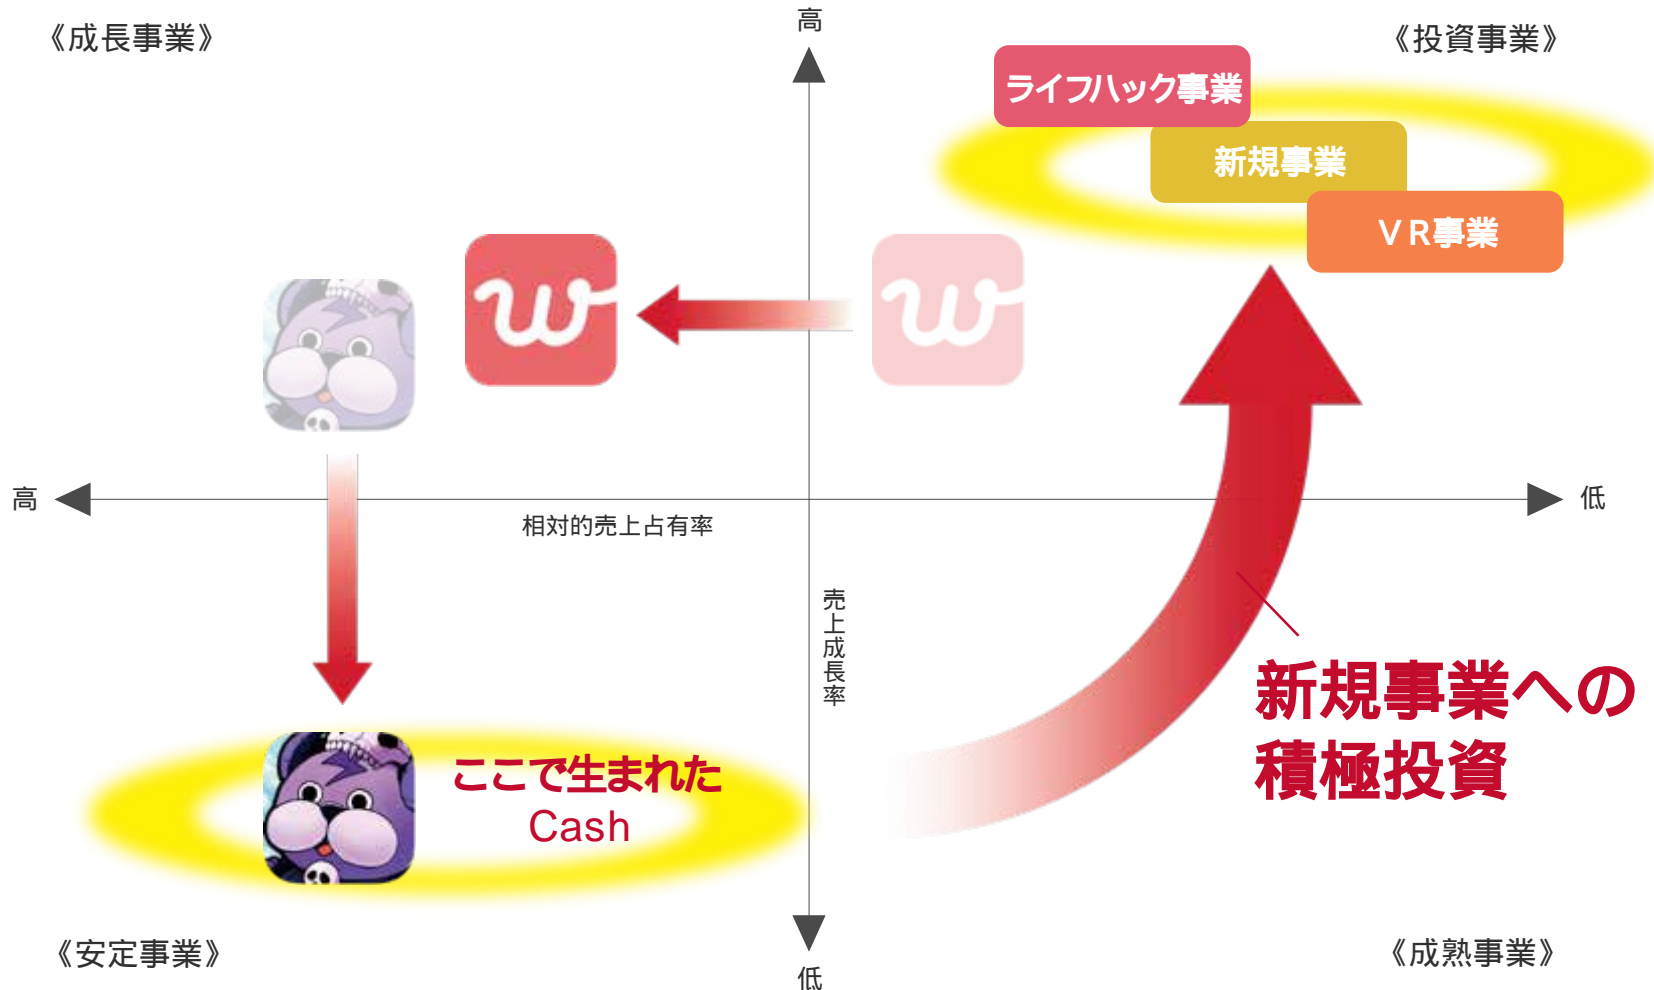 高
《成長事業》
《投資事業》
ライフハック事業
新規事業
VR事業
w
w
高
低
相対的売上占有率
売上成長率
新規事業への
積極投資
ここで生まれた
Cash
《安定事業》
《成熟事業》
低